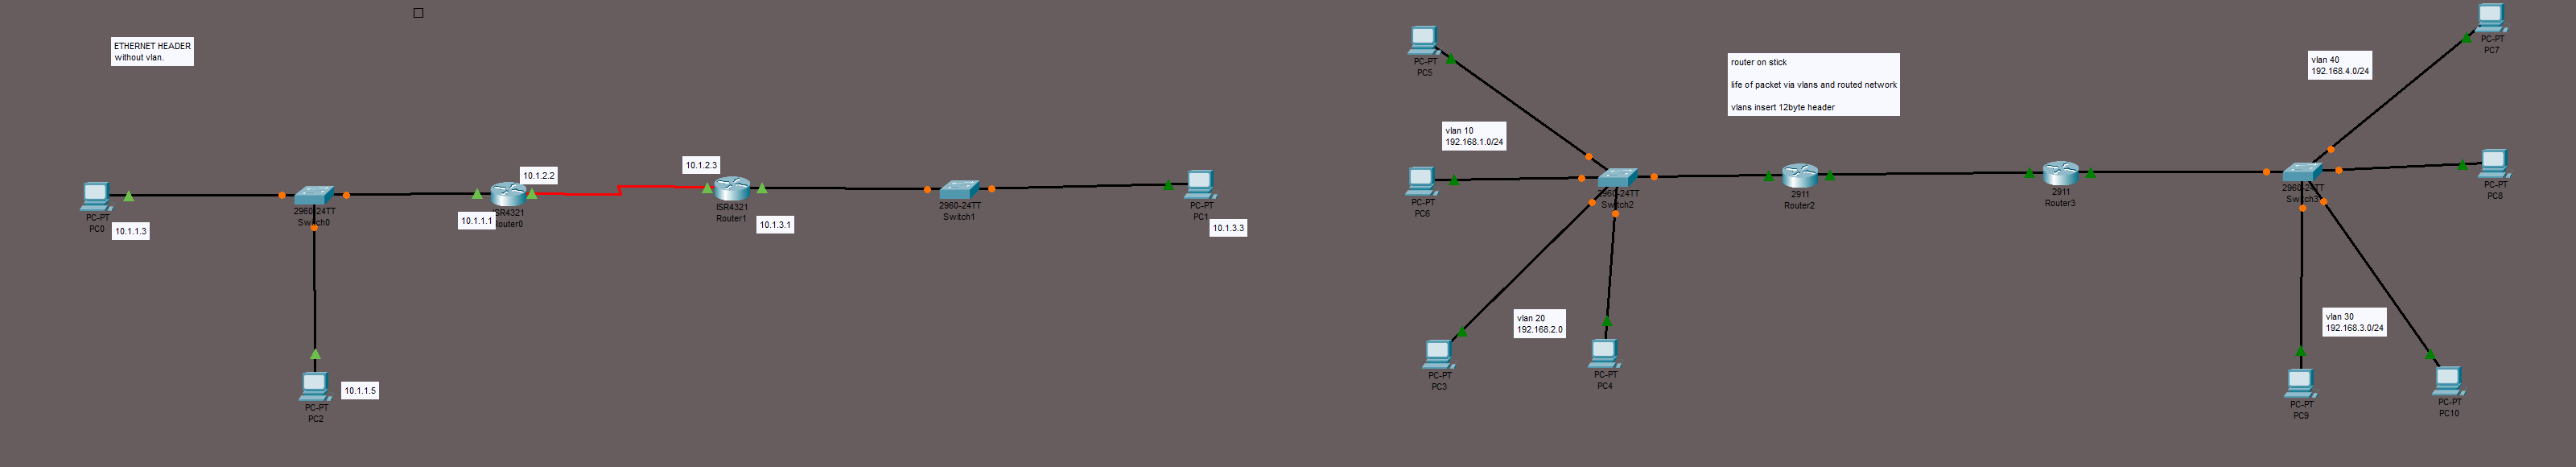 ETHERNET HEADER
without vlan.
PC-PT
PC0
10.1.1.3
2960-24TT
Switch0
PC-PT
PC2
10.1.1.5
10.1.1.1
10.1.2.2
ISR4321
Router0
10.1.2.3
ISR4321
Router1
10.1.3.1
2960-24TT
Switch1
PC-PT
PC1
10.1.3.3
PC-PT
PC5
vlan 10
192.168.1.0/24
PC-PT
PC6
2960-24TT
Switch2
vlan 20
192.168.2.0
PC-PT
PC3
PC-PT
PC4
router on stick
life of packet via vlans and routed network
vlans insert 12byte header
2911
Router2
2911
Router3
vlan 40
192.168.4.0/24
PC-PT
PC7
2960-24TT
Switch3
PC-PT
PC8
vlan 30
192.168.3.0/24
PC-PT
PC9
PC-PT
PC10